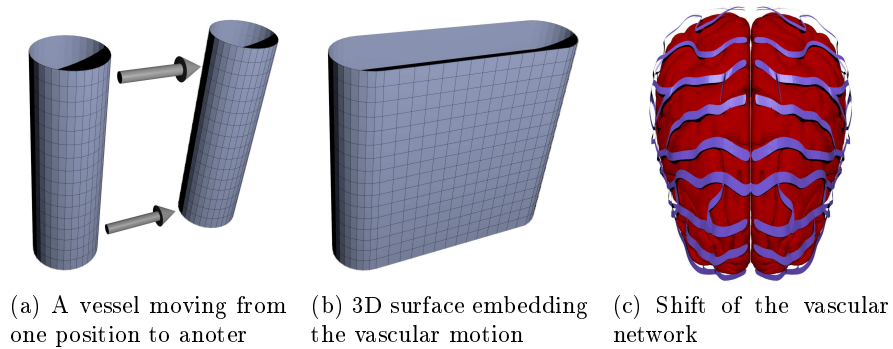 (a) A vessel moving from
one position to anoter
(b) 3D surface embedding
the vascular motion
(c) Shift of the vascular
network